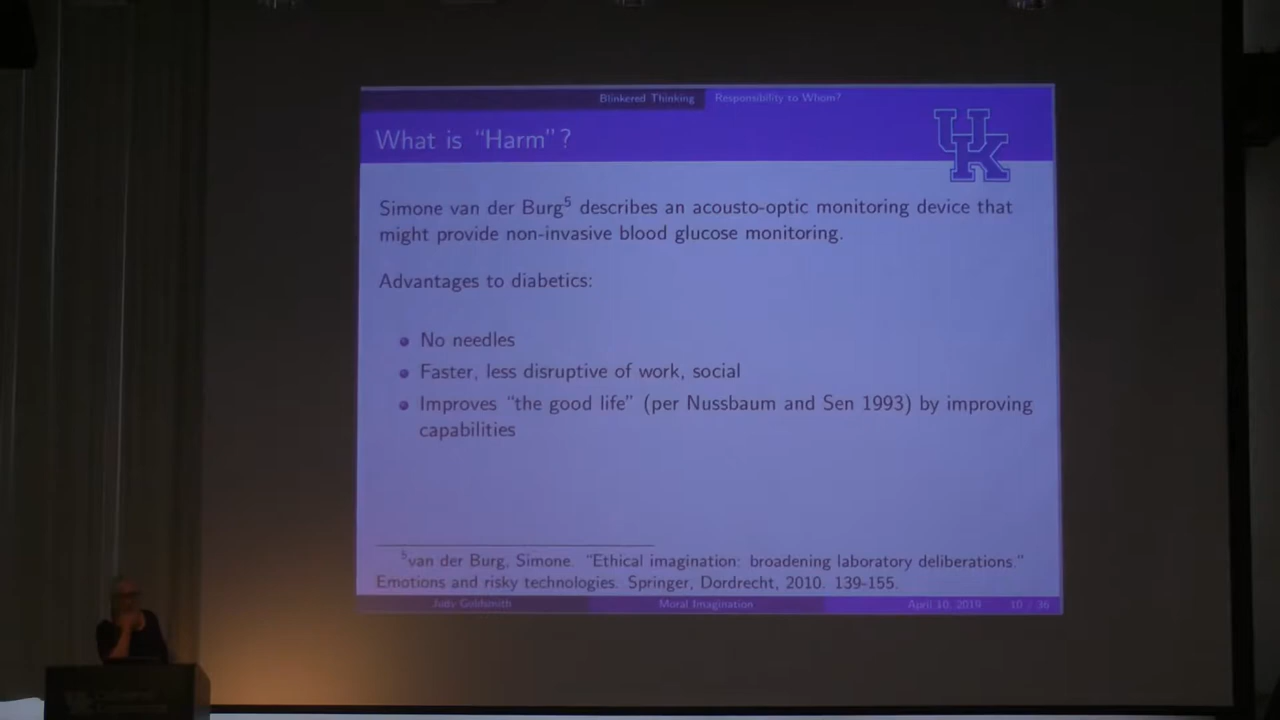 Blinkered Thinking Responsibility to Whom?
What is “Harm”?
UK
Simone van der Burg5 describes an acousto-optic monitoring device that
might provide non-invasive blood glucose monitoring.
Advantages to diabetics:
No needles
Faster, less disruptive of work, social
Improves “the good life” (per Nussbaum and Sen 1993) by improving
capabilities
5van der Burg, Simone. “Ethical imagination: broadening laboratory deliberations.”
Emotions and risky technologies. Springer, Dordrecht, 2010. 139-155.
Judy Goldsmith Moral Imagination April 10, 2019 10 / 36